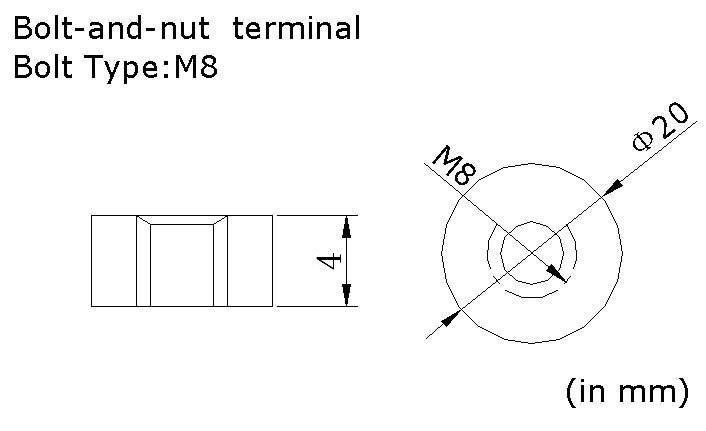 Bolt-and-nut terminal
Bolt Type:M8
Φ20
M8
4
(in mm)